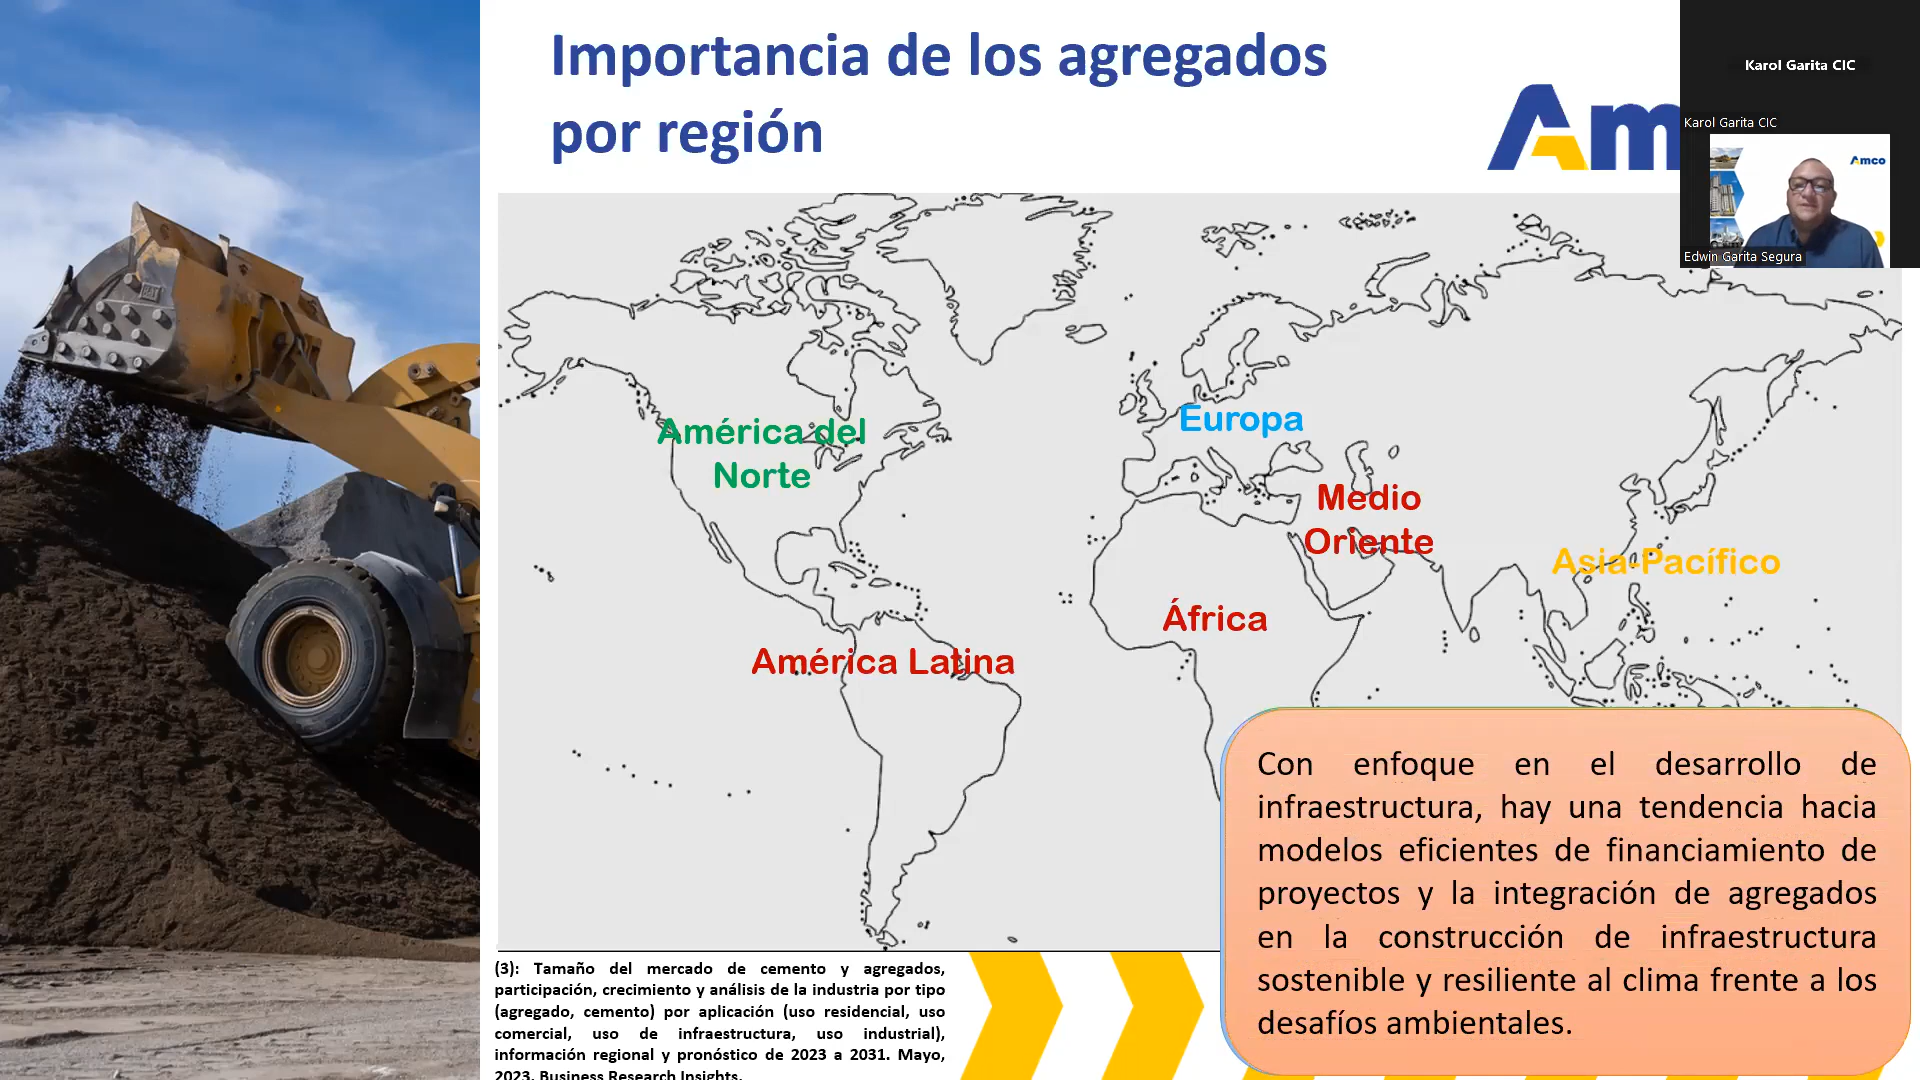 Importancia de los agregados
por región
Am
Karol Garita CIC
Karol Garita CIC
Amco
Edwin Garita Segura
América del
Norte
Europa
Medio
Oriente
Asia-Pacífico
África
América Latina
Con enfoque en el desarrollo de
infraestructura, hay una tendencia hacia
modelos eficientes de financiamiento de
proyectos y la integración de agregados
en la construcción de infraestructura
sostenible y resiliente al clima frente a los
desafíos ambientales.
(3): Tamaño del mercado de cemento y agregados,
participación, crecimiento y análisis de la industria por tipo
(agregado, cemento) por aplicación (uso residencial, uso
comercial, uso de infraestructura, uso industrial),
información regional y pronóstico de 2023 a 2031. Mayo,
2023. Business Research Insights.